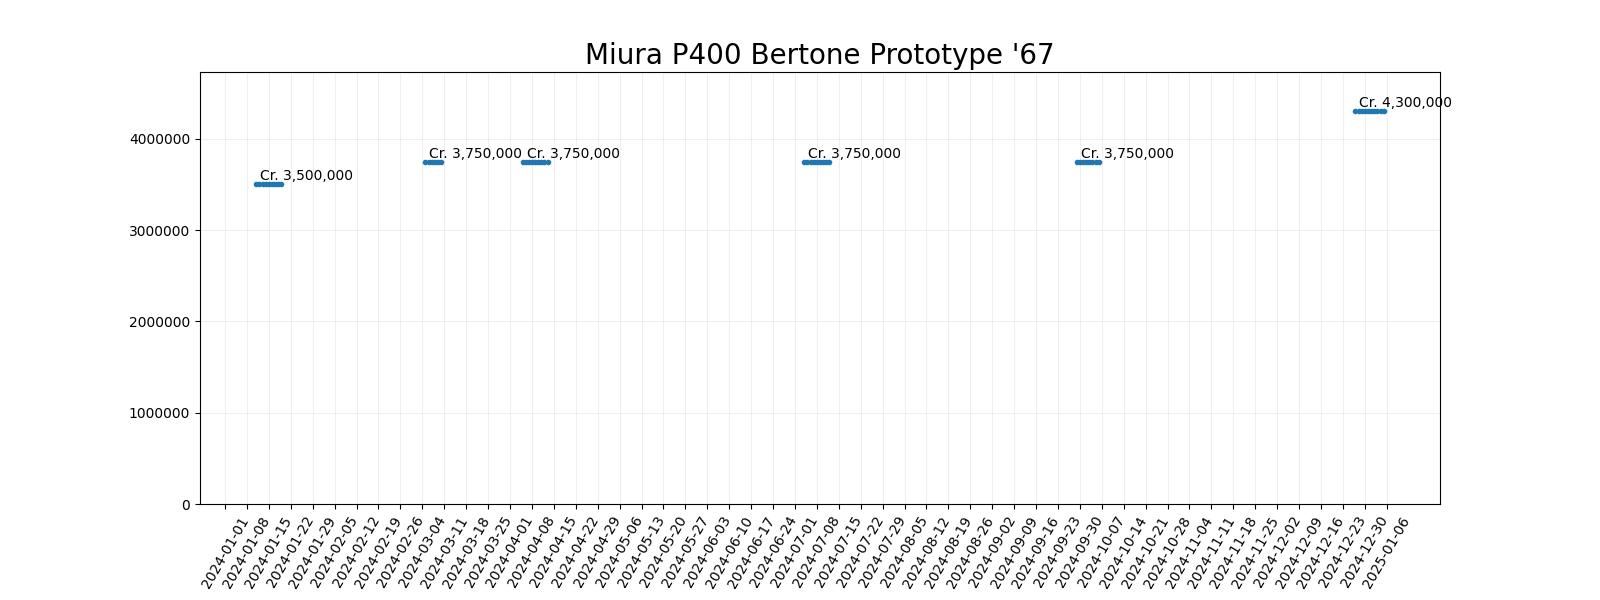 Miura P400 Bertone Prototype '67
Cr. 4,300,000
4000000
Cr. 3,750,000 Cr. 3,750,000 Cr. 3,750,000 Cr. 3,750,000
Cr. 3,500,000
3000000
2000000
1000000
0
2024-01-01 2024-01-08 2024-01-15 2024-01-22 2024-01-29 2024-02-05 2024-02-12 2024-02-19 2024-02-26 2024-03-04 2024-03-11 2024-03-18 2024-03-25 2024-04-01 2024-04-08 2024-04-15 2024-04-22 2024-04-29 2024-05-06 2024-05-13 2024-05-20 2024-05-27 2024-06-03 2024-06-10 2024-06-17 2024-06-24 2024-07-01 2024-07-08 2024-07-15 2024-07-22 2024-07-29 2024-08-05 2024-08-12 2024-08-19 2024-08-26 2024-09-02 2024-09-09 2024-09-16 2024-09-23 2024-09-30 2024-10-07 2024-10-14 2024-10-21 2024-10-28 2024-11-04 2024-11-11 2024-11-18 2024-11-25 2024-12-02 2024-12-09 2024-12-16 2024-12-23 2024-12-30 2025-01-06